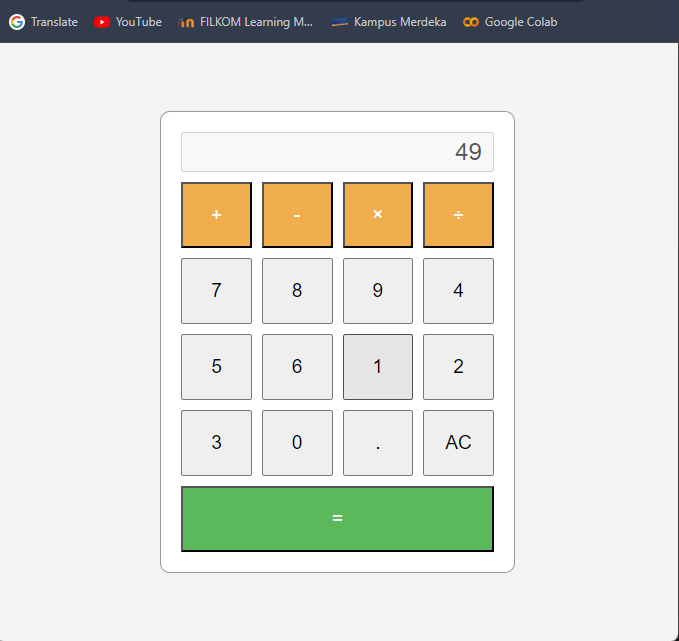 Translate YouTube FILKOM Learning M... Kampus Merdeka Google Colab
49
+ - × ÷
7 8 9 4
5 6 1 2
3 0 . AC
=